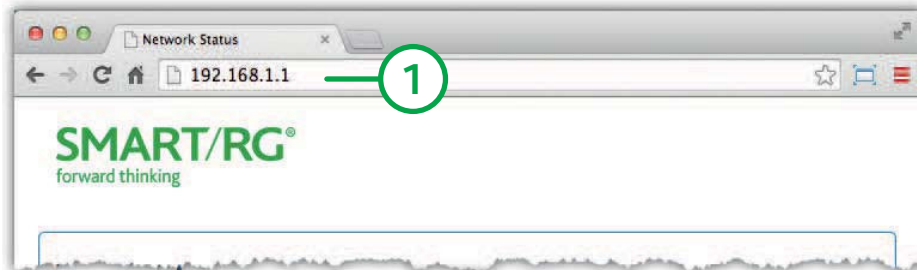 Network Status
192.168.1.1
1
SMART/RG®
forward thinking